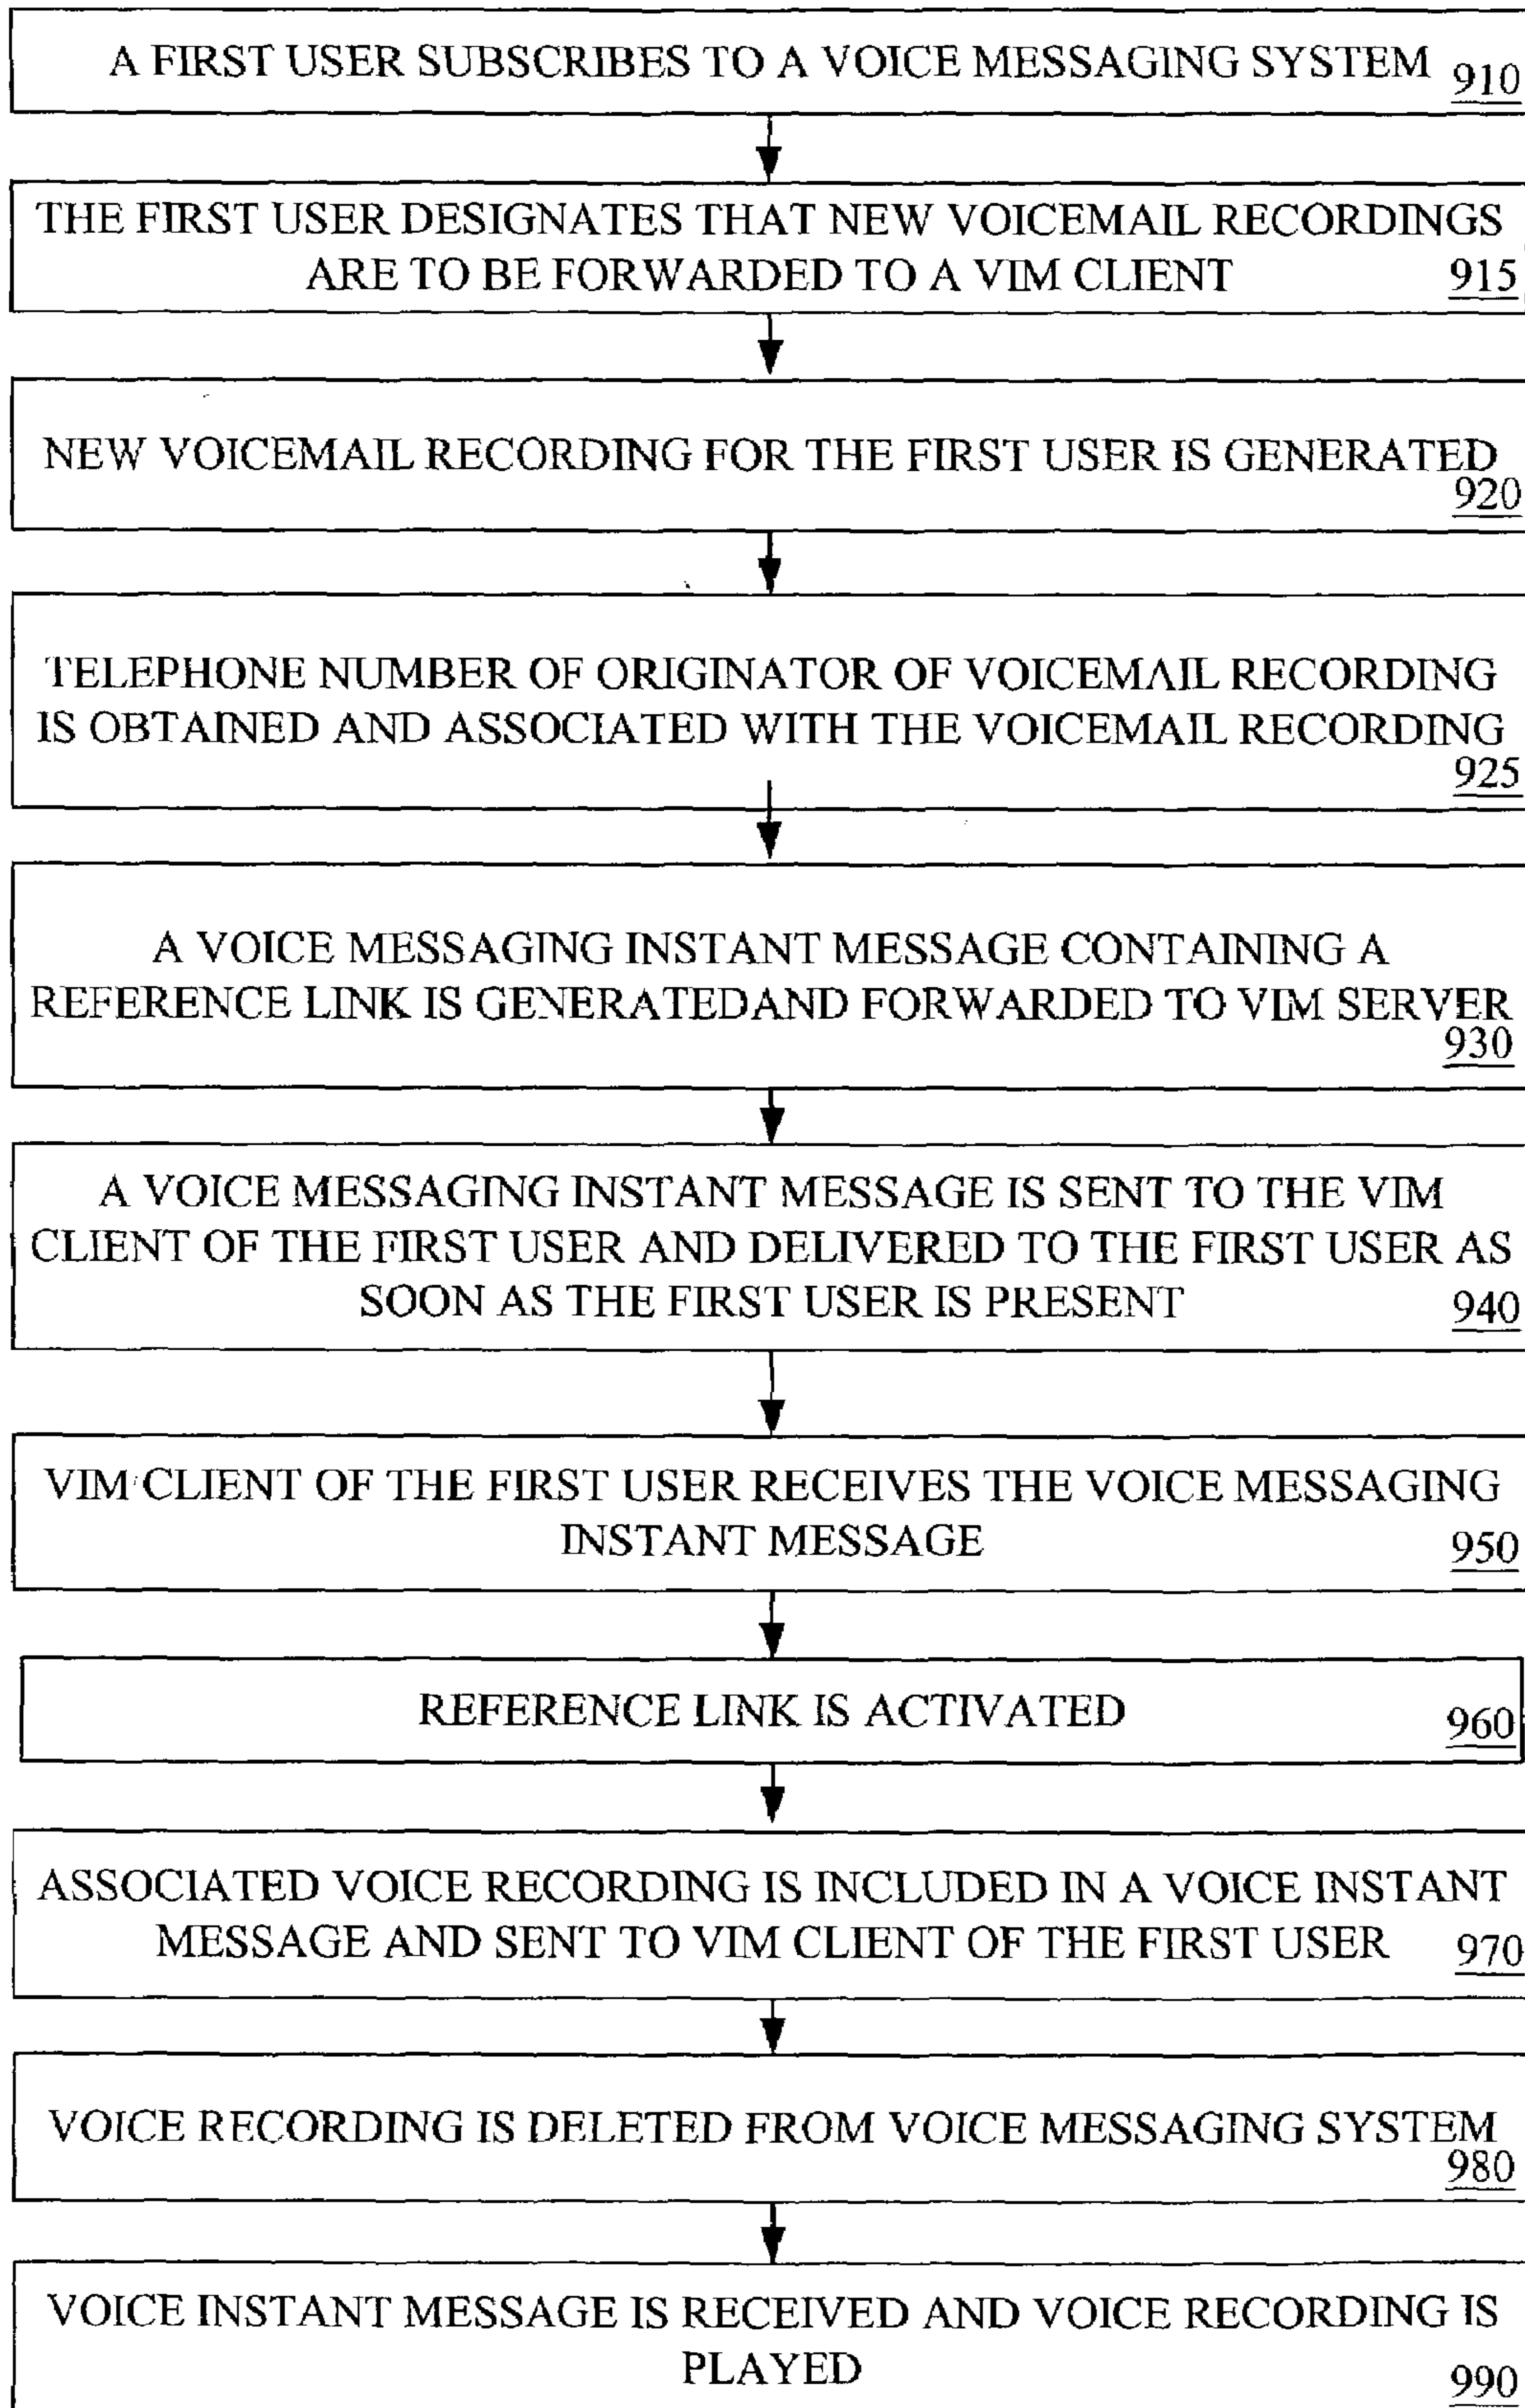 A FIRST USER SUBSCRIBES TO A VOICE MESSAGING SYSTEM 910
THE FIRST USER DESIGNATES THAT NEW VOICEMAIL RECORDINGS
ARE TO BE FORWARDED TO A VIM CLIENT 915
NEW VOICEMAIL RECORDING FOR THE FIRST USER IS GENERATED
920
TELEPHONE NUMBER OF ORIGINATOR OF VOICEMAIL RECORDING
IS OBTAINED AND ASSOCIATED WITH THE VOICEMAIL RECORDING
925
A VOICE MESSAGING INSTANT MESSAGE CONTAINING A
REFERENCE LINK IS GENERATEDAND FORWARDED TO VIM SERVER
930
A VOICE MESSAGING INSTANT MESSAGE IS SENT TO THE VIM
CLIENT OF THE FIRST USER AND DELIVERED TO THE FIRST USER AS
SOON AS THE FIRST USER IS PRESENT 940
VIM CLIENT OF THE FIRST USER RECEIVES THE VOICE MESSAGING
INSTANT MESSAGE 950
REFERENCE LINK IS ACTIVATED 960
ASSOCIATED VOICE RECORDING IS INCLUDED IN A VOICE INSTANT
MESSAGE AND SENT TO VIM CLIENT OF THE FIRST USER 970
VOICE RECORDING IS DELETED FROM VOICE MESSAGING SYSTEM
980
VOICE INSTANT MESSAGE IS RECEIVED AND VOICE RECORDING IS
PLAYED 990